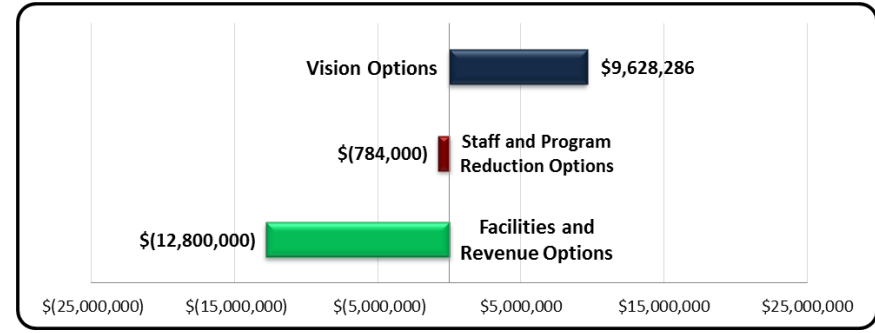 Vision Options
$9,628,286
$(784,000)
Staff and Program
Reduction Options
$(12,800,000)
Facilities and
Revenue Options
$(25,000,000) $(15,000,000) $(5,000,000) $5,000,000 $15,000,000 $25,000,000